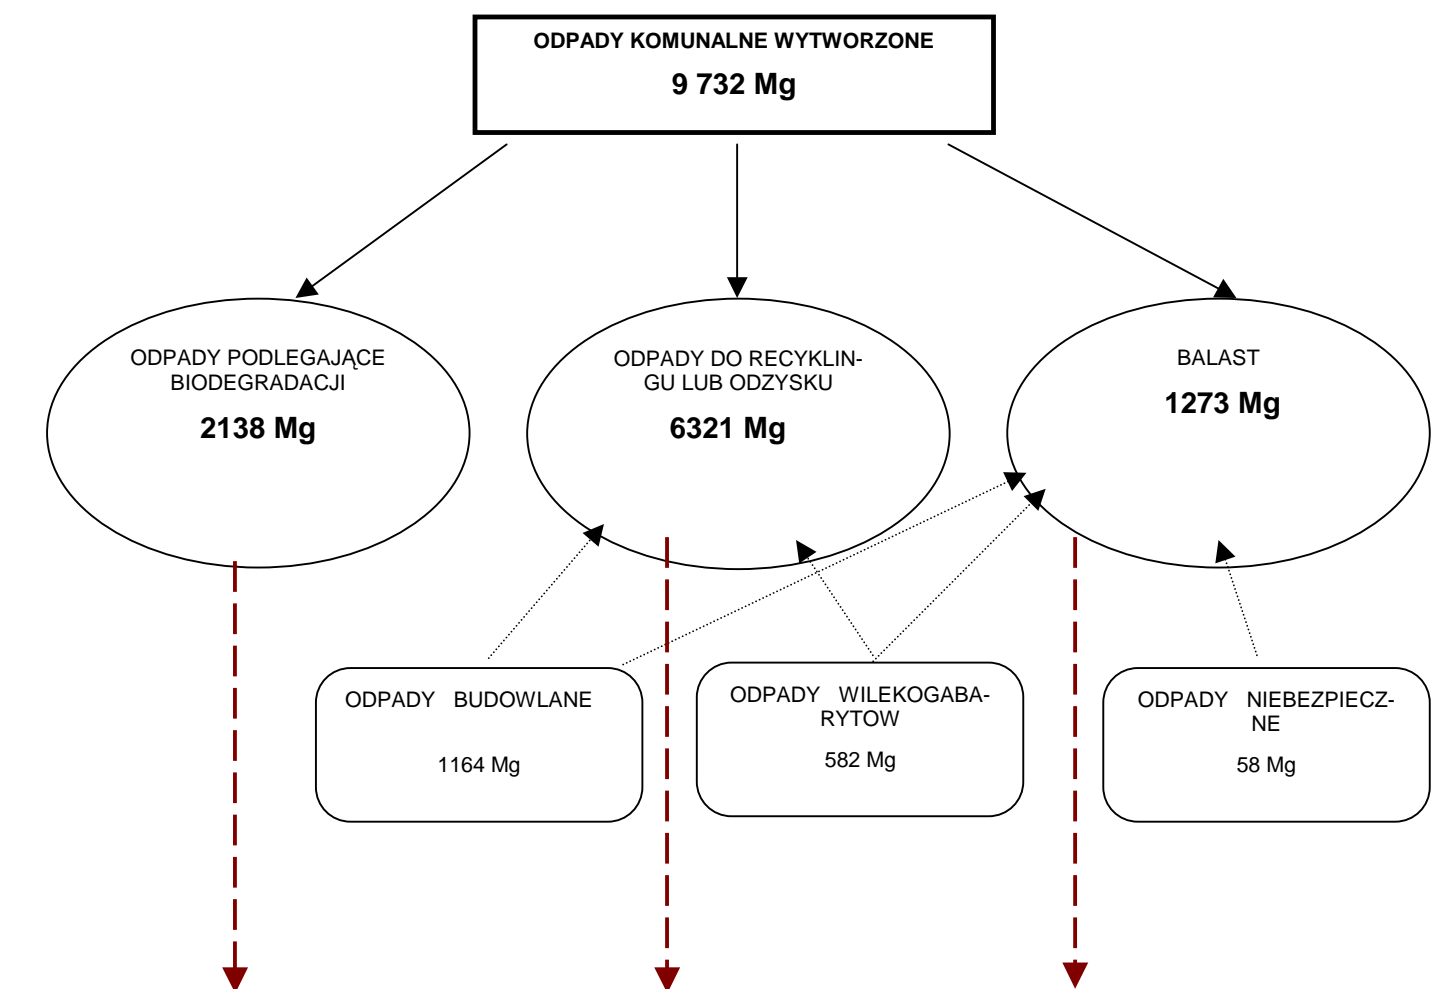 ODPADY KOMUNALNE WYTWORZONE
9 732 Mg
ODPADY PODLEGAJĄCE
BIODEGRADACJI
2138 Mg
ODPADY DO RECYKLIN-
GU LUB ODZYSKU
6321 Mg
BALAST
1273 Mg
ODPADY BUDOWLANE
1164 Mg
ODPADY WILEKOGABA-
RYTOW
582 Mg
ODPADY NIEBEZPIECZ-
NE
58 Mg